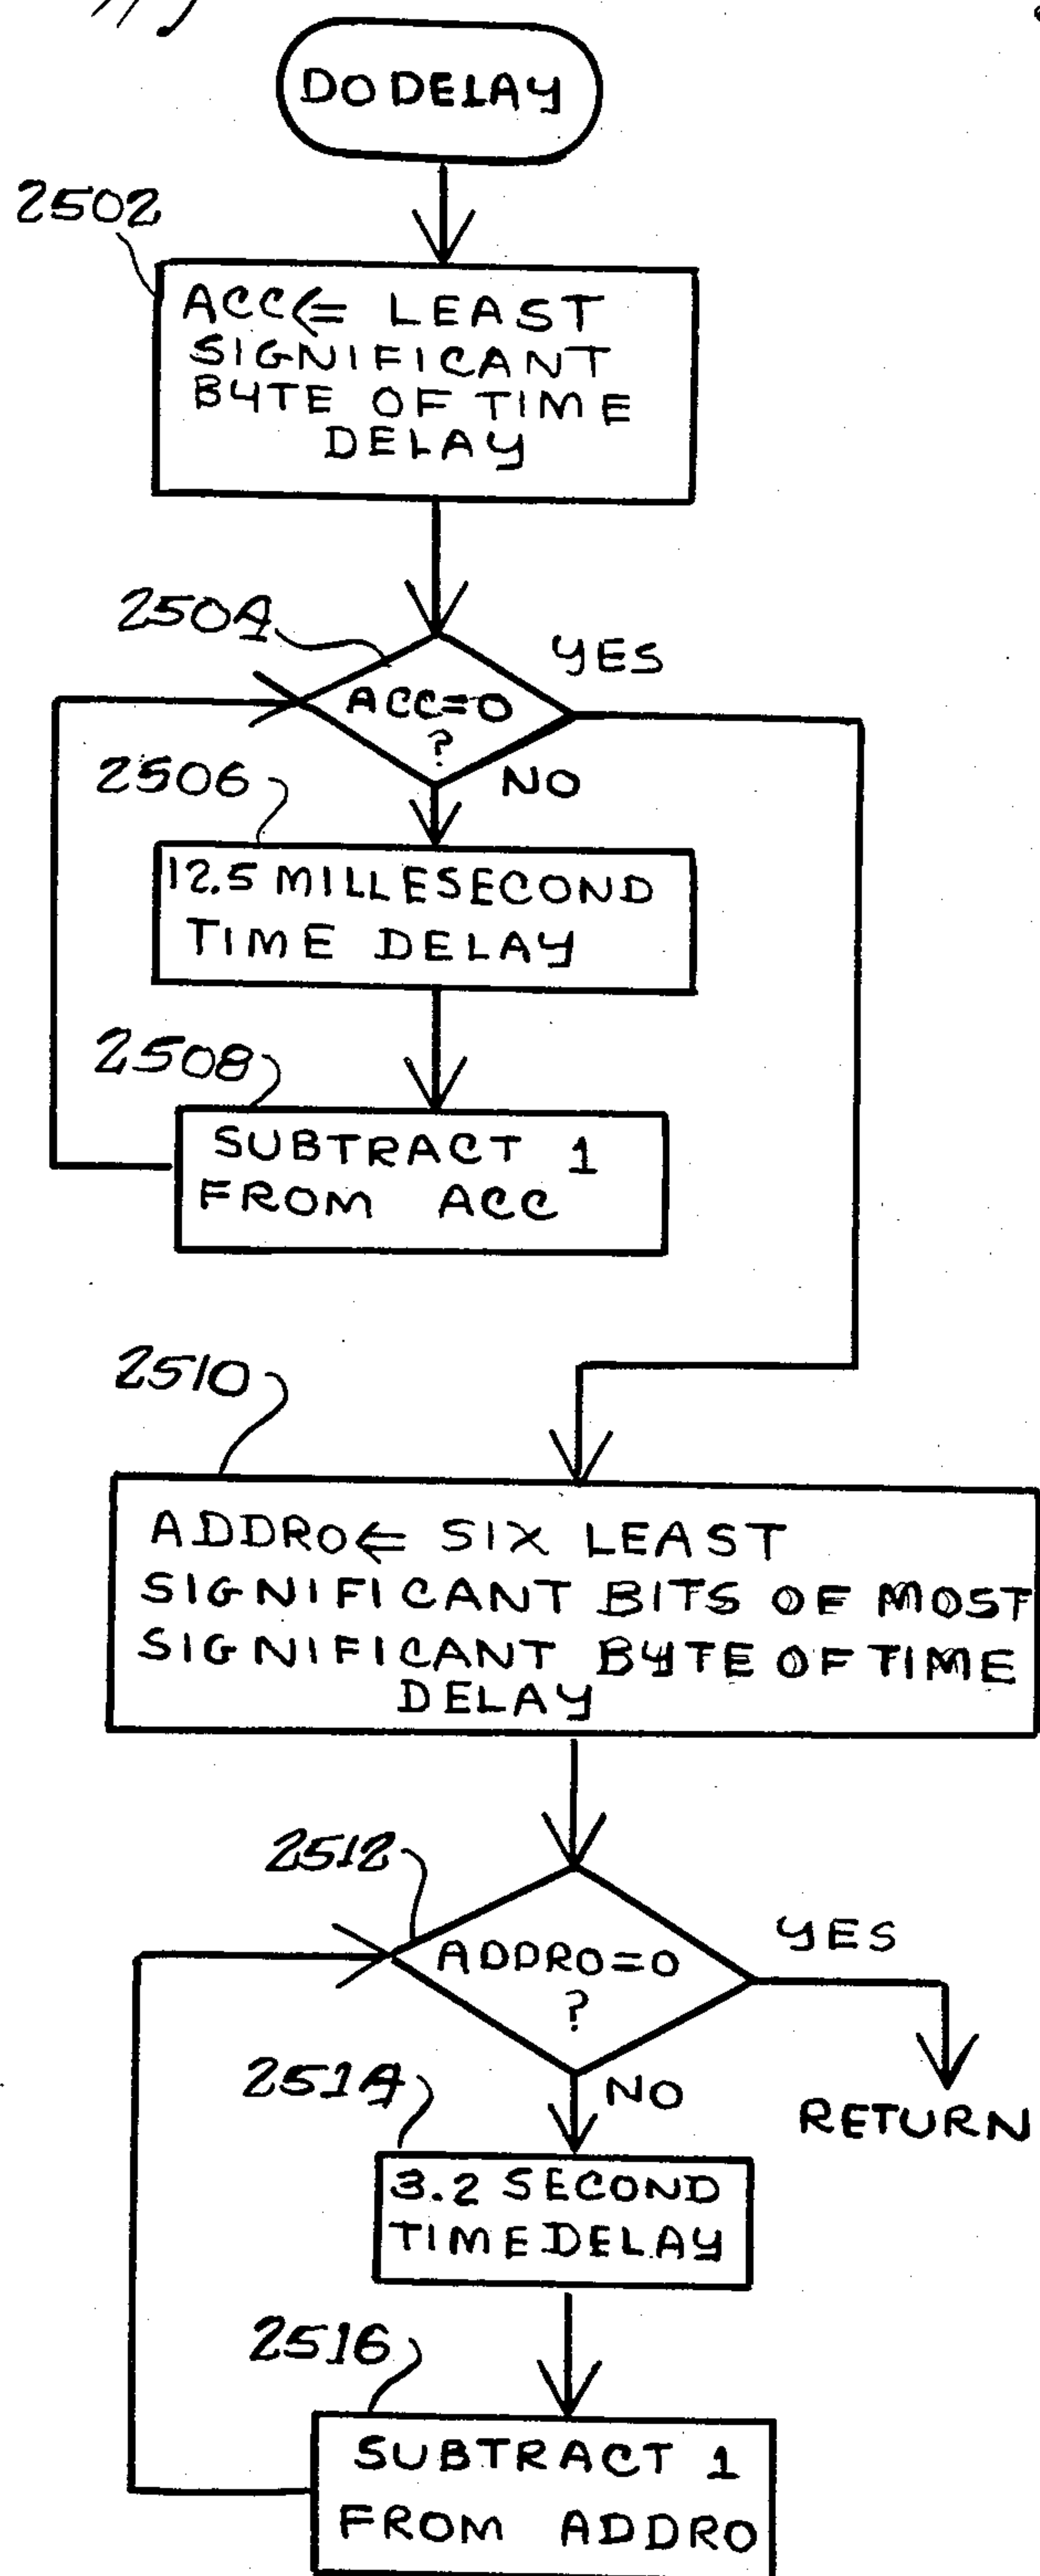 DO DELAY
2502
ACC⇐ LEAST
SIGNIFICANT
BYTE OF TIME
DELAY
2504
YES
ACC=0
?
NO
2506
12.5 MILLESECOND
TIME DELAY
2508
SUBTRACT 1
FROM ACC
2510
ADDRO⇐ SIX LEAST
SIGNIFICANT BITS OF MOST
SIGNIFICANT BYTE OF TIME
DELAY
2512
YES
ADDRO=0
?
2514
NO
RETURN
3.2 SECOND
TIME DELAY
2516
SUBTRACT 1
FROM ADDRO